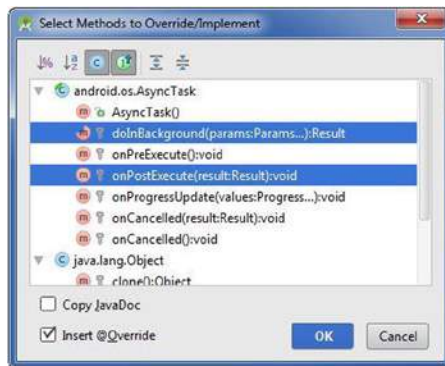 Select Methods to Override/Implement
android.os.AsyncTask
AsyncTask()
doInBackground(params:Params...):Result
onPreExecute():void
onPostExecute(result:Result):void
onProgressUpdate(values:Progress...):void
onCancelled(result:Result):void
onCancelled():void
java.lang.Object
clone():Object
Copy JavaDoc
Insert @Override
OK
Cancel